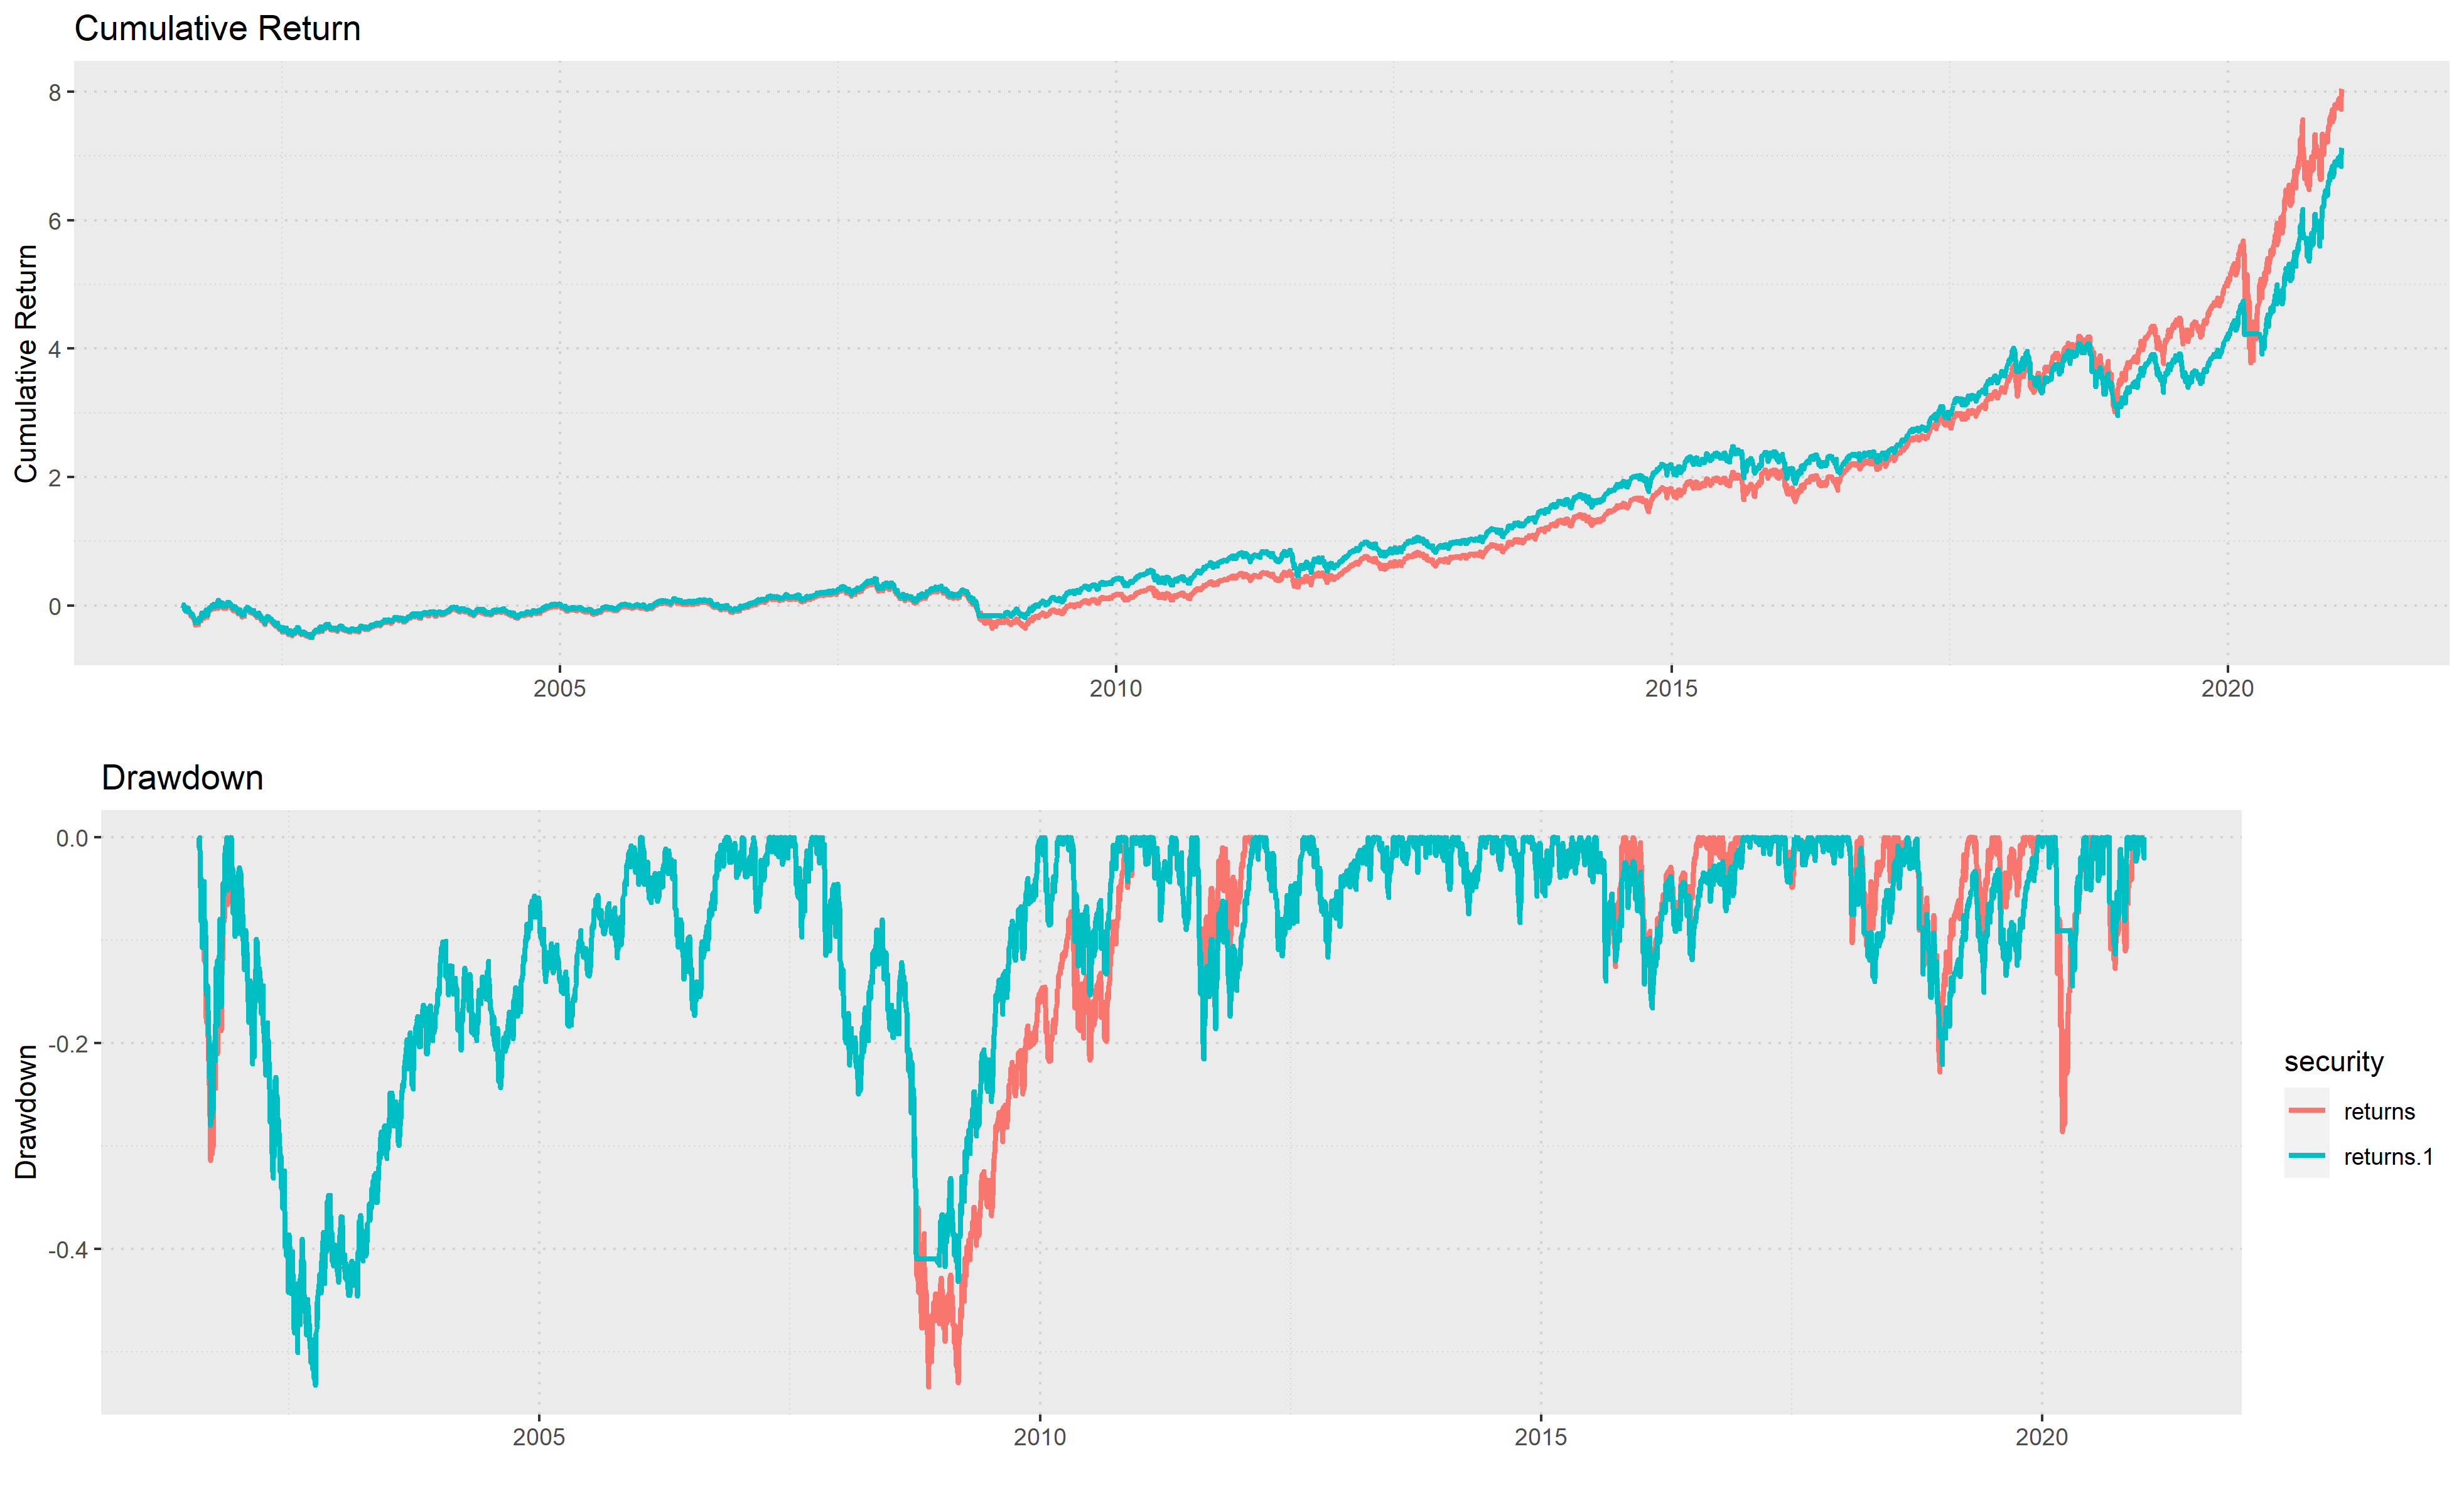 Cumulative Return
Cumulative Return
8
6
4
2
0
2005 2010 2015 2020
Drawdown
Drawdown
0.0
-0.2
-0.4
2005 2010 2015 2020
security
returns
returns.1